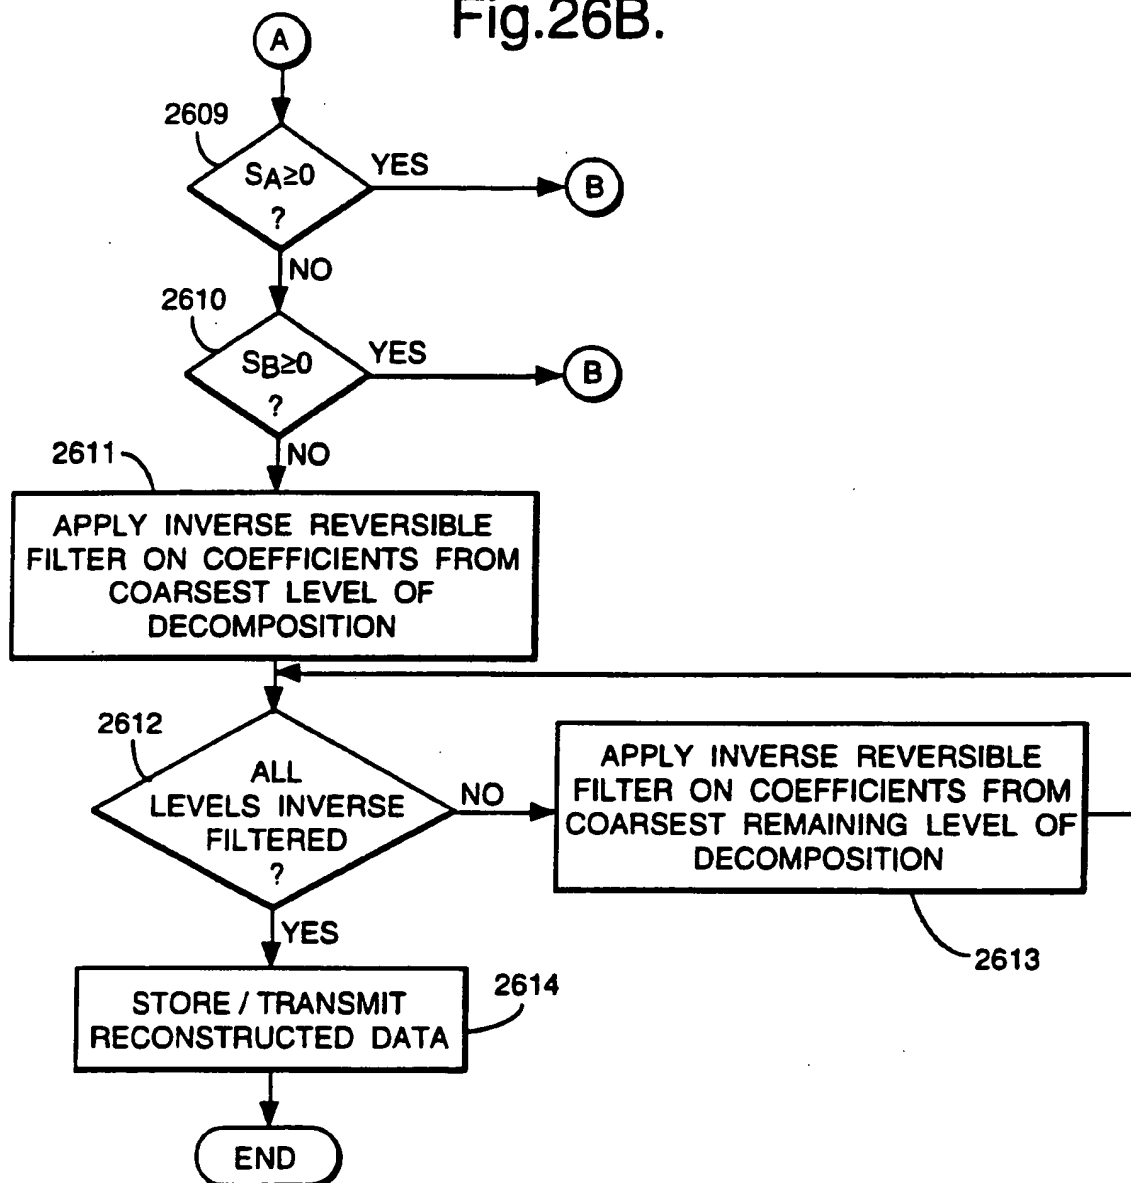 Fig.26B.
A
2609
SA≥0
?
YES
B
NO
2610
SB≥0
?
YES
B
NO
2611
APPLY INVERSE REVERSIBLE
FILTER ON COEFFICIENTS FROM
COARSEST LEVEL OF
DECOMPOSITION
2612
ALL
LEVELS INVERSE
FILTERED
?
NO
APPLY INVERSE REVERSIBLE
FILTER ON COEFFICIENTS FROM
COARSEST REMAINING LEVEL OF
DECOMPOSITION
2613
YES
2614
STORE / TRANSMIT
RECONSTRUCTED DATA
END